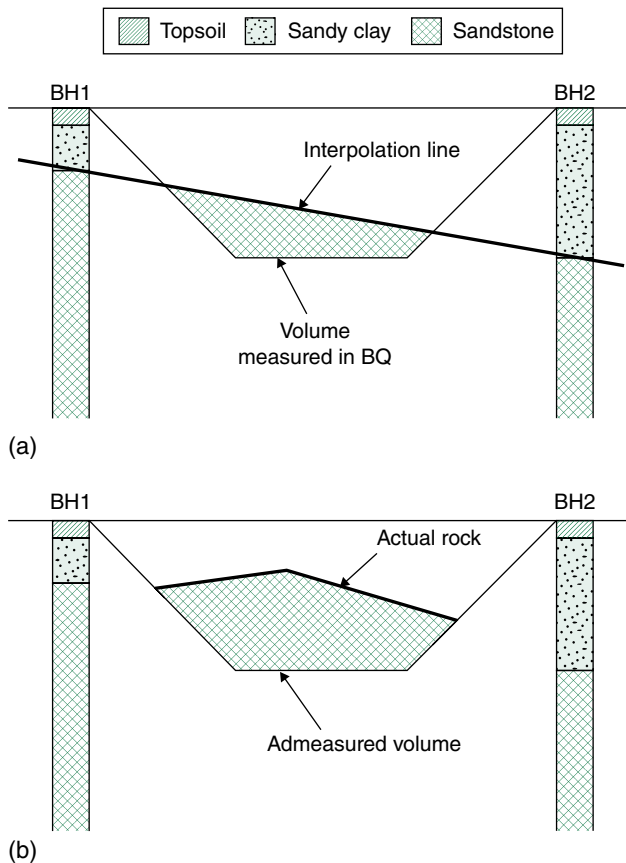 Topsoil Sandy clay Sandstone
BH1 BH2
Interpolation line
Volume
measured in BQ
(a)
BH1 BH2
Actual rock
Admeasured volume
(b)